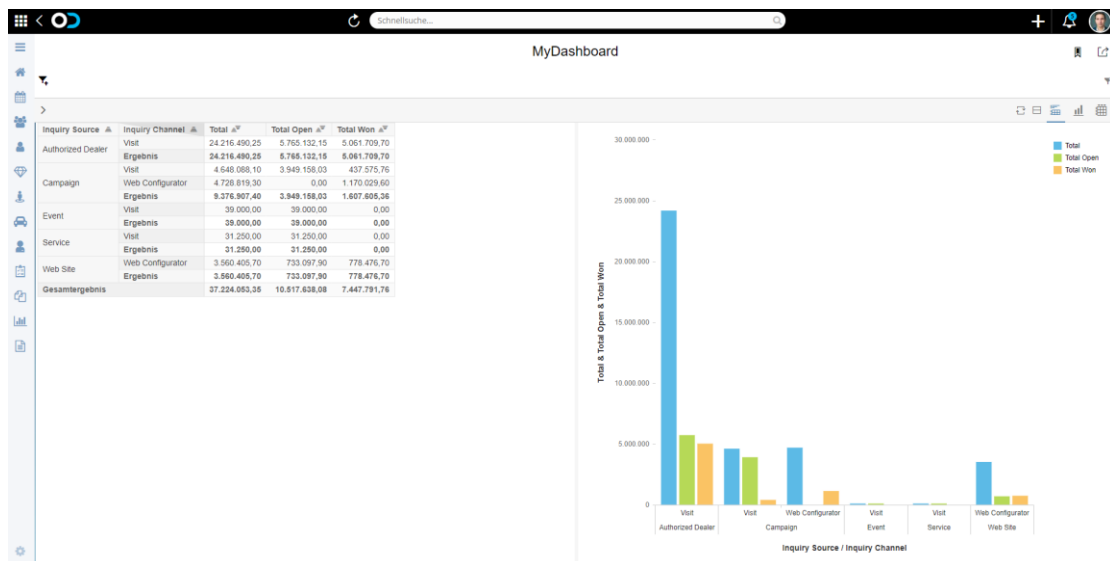 Schnellsuche...
MyDashboard
Inquiry Source Inquiry Channel Total Total Open Total Won
Authorized Dealer Visit 24.216.490,25 5.765.132,15 5.061.709,70
Ergebnis 24.216.490,25 5.765.132,15 5.061.709,70
Campaign Visit 4.648.088,10 3.949.158,03 437.575,76
Web Configurator 4.728.819,30 0,00 1.170.029,60
Ergebnis 9.376.907,40 3.949.158,03 1.607.605,36
Event Visit 39.000,00 39.000,00 0,00
Ergebnis 39.000,00 39.000,00 0,00
Service Visit 31.250,00 31.250,00 0,00
Ergebnis 31.250,00 31.250,00 0,00
Web Site Web Configurator 3.560.405,70 733.097,90 778.476,70
Ergebnis 3.560.405,70 733.097,90 778.476,70
Gesamtergebnis 37.224.053,35 10.517.638,08 7.447.791,76
Total & Total Open & Total Won
30.000.000
25.000.000
20.000.000
15.000.000
10.000.000
5.000.000
0
Total
Total Open
Total Won
Visit Visit Web Configurator Visit Visit Web Configurator
Authorized Dealer Campaign Event Service Web Site
Inquiry Source / Inquiry Channel